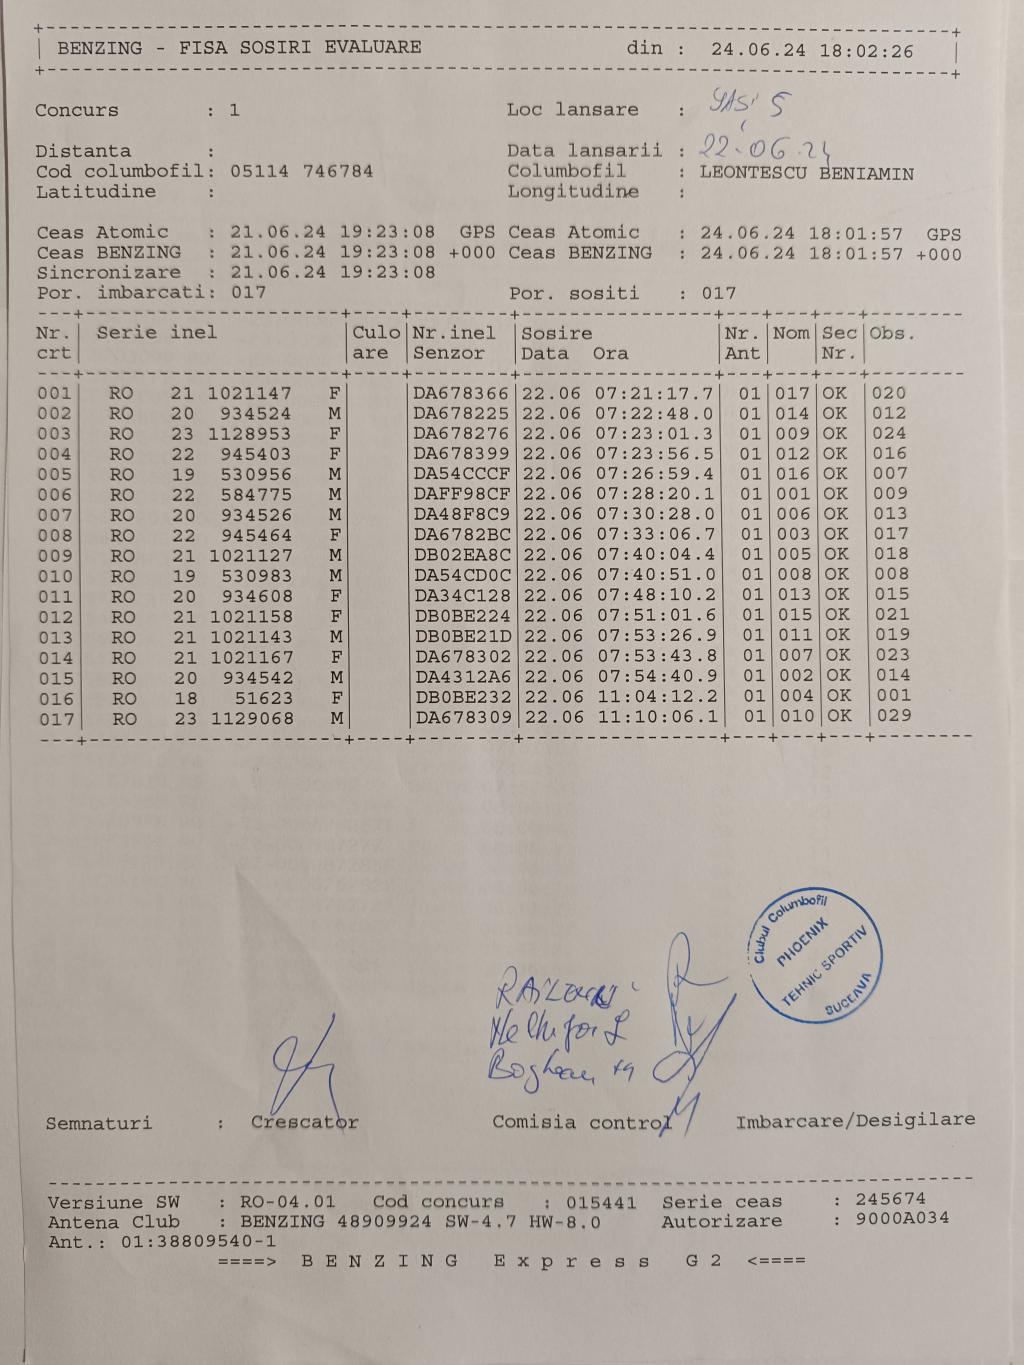 +---------------------------------------------------------------------------+
| BENZING - FISA SOSIRI EVALUARE din : 24.06.24 18:02:26 |
+---------------------------------------------------------------------------+
Concurs : 1 Loc lansare : 5
Distanta : Data lansarii : 22.06.24
Cod columbofil: 05114 746784 Columbofil : LEONTESCU BENIAMIN
Latitudine : Longitudine :
Ceas Atomic : 21.06.24 19:23:08 GPS Ceas Atomic : 24.06.24 18:01:57 GPS
Ceas BENZING : 21.06.24 19:23:08 +000 Ceas BENZING : 24.06.24 18:01:57 +000
Sincronizare : 21.06.24 19:23:08
Por. imbarcati: 017 Por. sositi : 017
Nr. | Serie inel |Culo|Nr.inel |Sosire |Nr.|Nom|Sec|Obs.
crt| |are |Senzor |Data Ora |Ant| |Nr.|
001| RO 21 1021147 F| |DA678366|22.06 07:21:17.7| 01|017|OK |020
002| RO 20 934524 M| |DA678225|22.06 07:22:48.0| 01|014|OK |012
003| RO 23 1128953 F| |DA678276|22.06 07:23:01.3| 01|009|OK |024
004| RO 22 945403 F| |DA678399|22.06 07:23:56.5| 01|012|OK |016
005| RO 19 530956 M| |DA54CCCF|22.06 07:26:59.4| 01|016|OK |007
006| RO 22 584775 M| |DAFF98CF|22.06 07:28:20.1| 01|001|OK |009
007| RO 20 934526 M| |DA48F8C9|22.06 07:30:28.0| 01|006|OK |013
008| RO 22 945464 F| |DA6782BC|22.06 07:33:06.7| 01|003|OK |017
009| RO 21 1021127 M| |DB02EA8C|22.06 07:40:04.4| 01|005|OK |018
010| RO 19 530983 M| |DA54CD0C|22.06 07:40:51.0| 01|008|OK |008
011| RO 20 934608 F| |DA34C128|22.06 07:48:10.2| 01|013|OK |015
012| RO 21 1021158 F| |DB0BE224|22.06 07:51:01.6| 01|015|OK |021
013| RO 21 1021143 M| |DB0BE21D|22.06 07:53:26.9| 01|011|OK |019
014| RO 21 1021167 F| |DA678302|22.06 07:53:43.8| 01|007|OK |023
015| RO 20 934542 M| |DA4312A6|22.06 07:54:40.9| 01|002|OK |014
016| RO 18 51623 F| |DB0BE232|22.06 11:04:12.2| 01|004|OK |001
017| RO 23 1129068 M| |DA678309|22.06 11:10:06.1| 01|010|OK |029
Clubul Columbofil
PHOENIX
TEHNIC SPORTIV
SUCEAVA
Semnaturi : Crescator Comisia control Imbarcare/Desigilare
Versiune SW : RO-04.01 Cod concurs : 015441 Serie ceas : 245674
Antena Club : BENZING 48909924 SW-4.7 HW-8.0 Autorizare : 9000A034
Ant.: 01:38809540-1
====> B E N Z I N G E x p r e s s G 2 <====